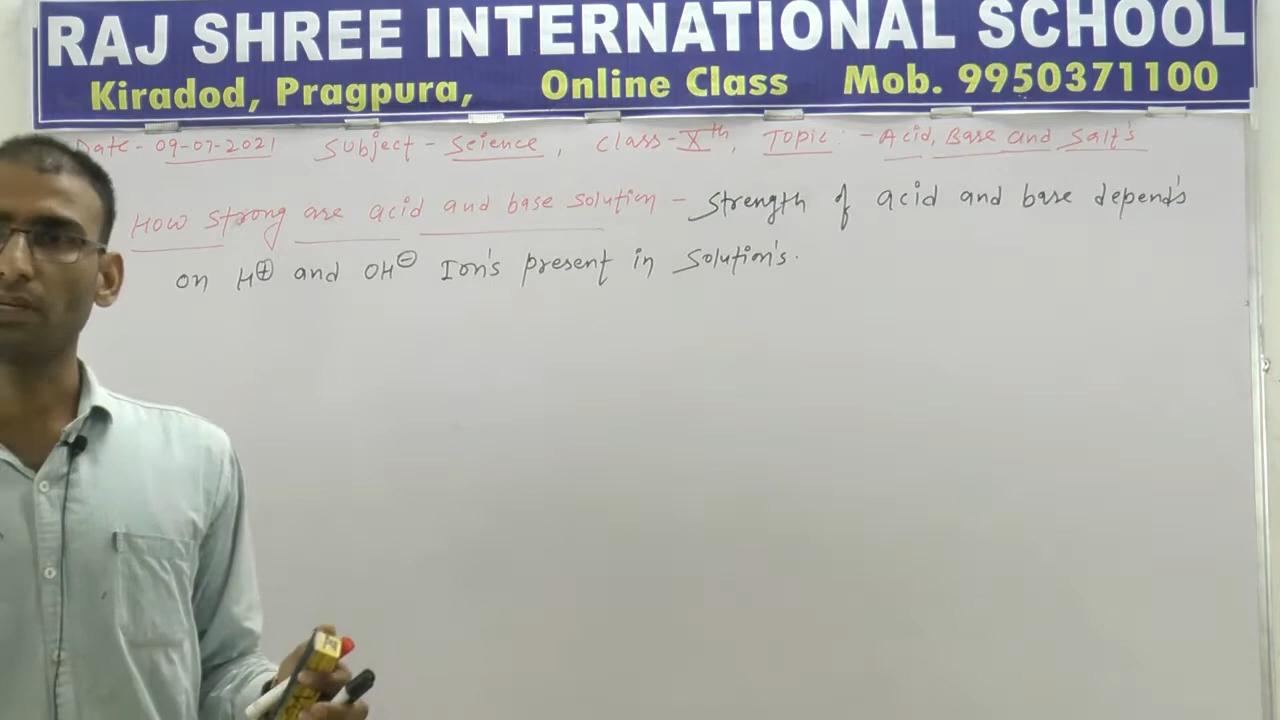 RAJ SHREE INTERNATIONAL SCHOOL
Kiradod, Pragpura, Online Class Mob. 9950371100
Date- 09-07-2021 Subject - Science, Class-Xth, Topic:- Acid, Base and Salt's
How strong are acid and base solution - Strength of acid and base depend's
on H⊕ and OH⊖ Ion's present in Solution's.